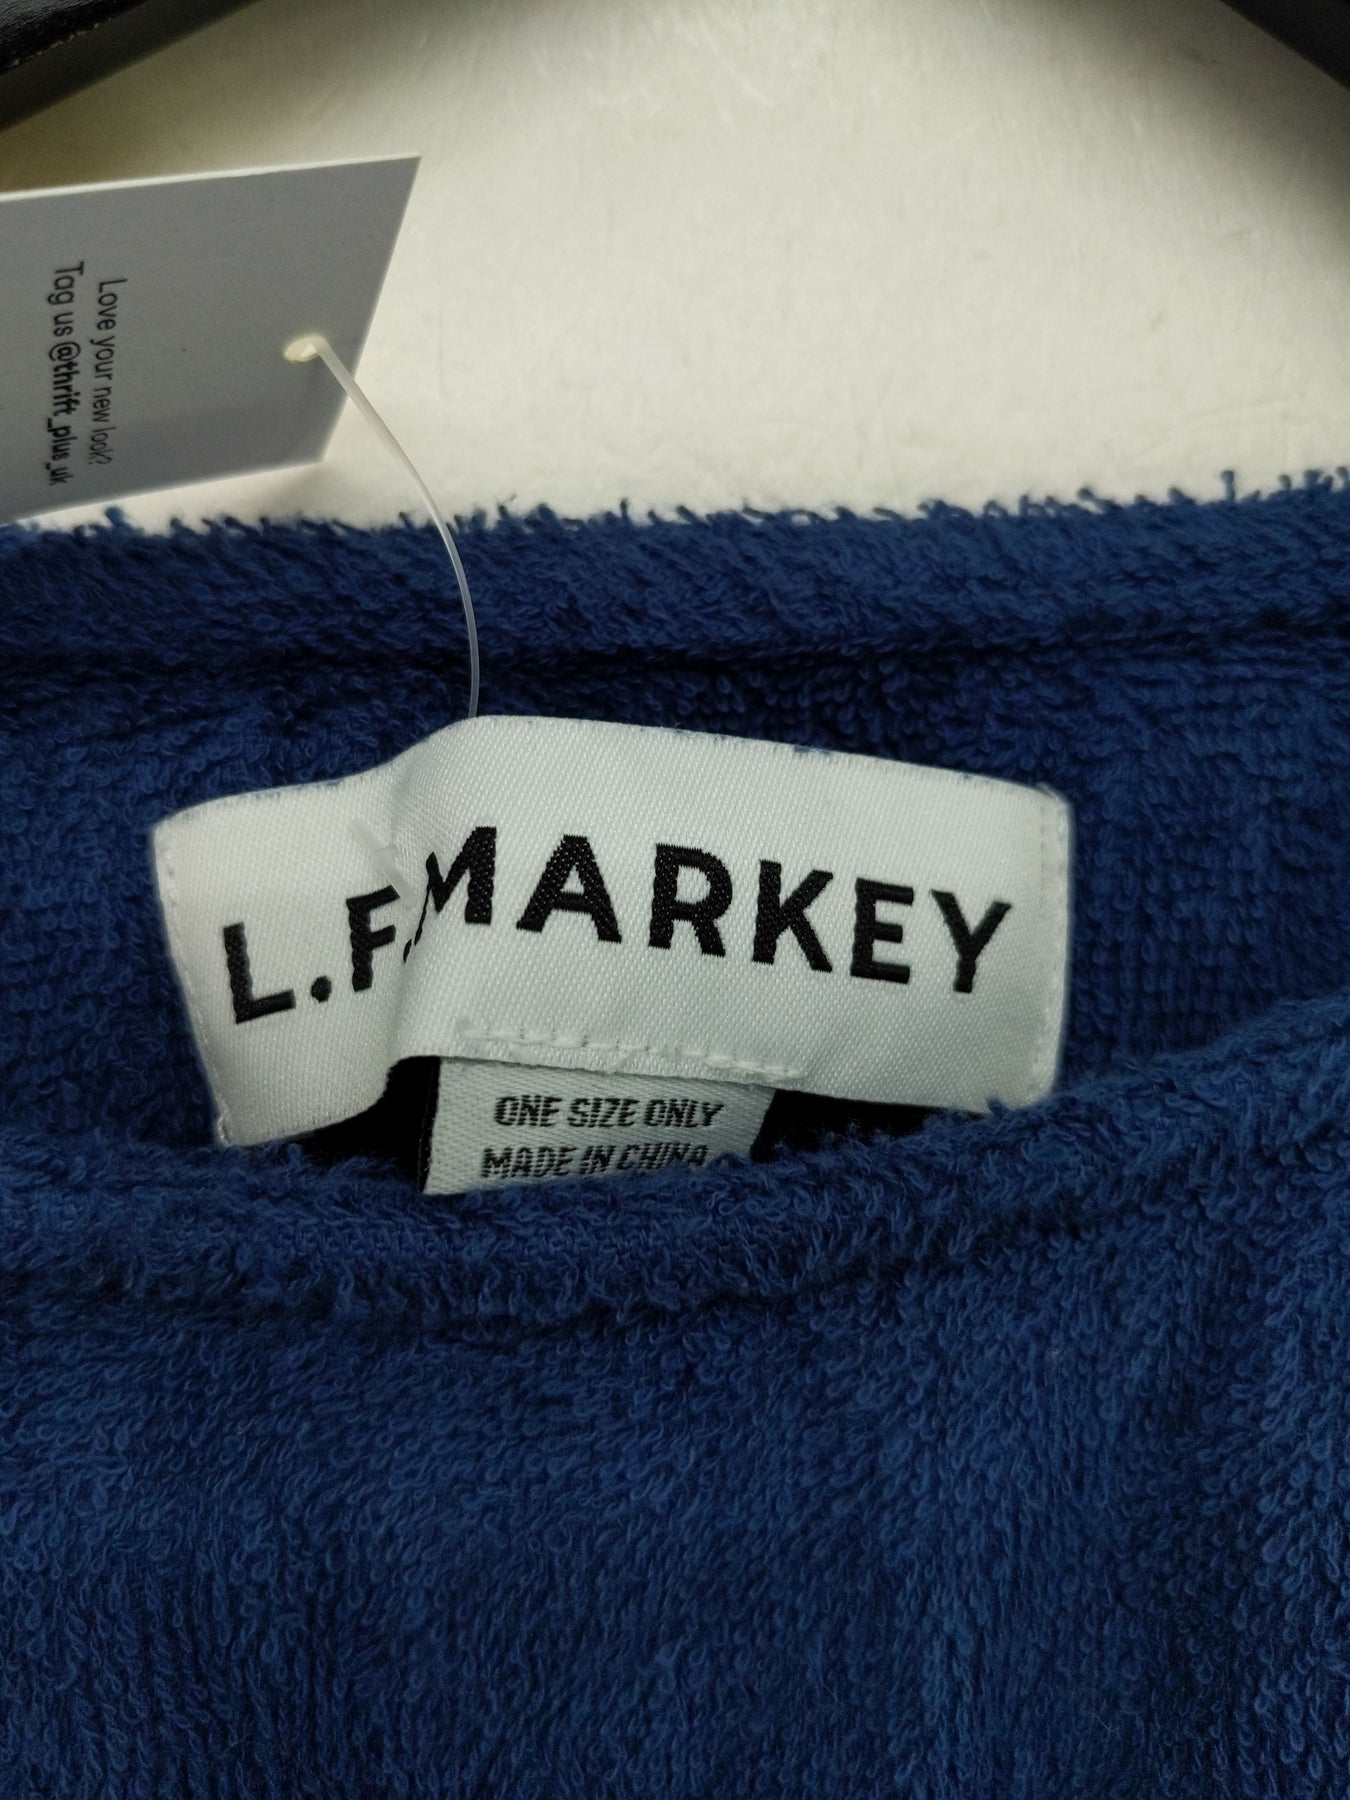 Love your new look?
Tag us @thrift_plus_uk
L.F.MARKEY
ONE SIZE ONLY
MADE IN CHINA